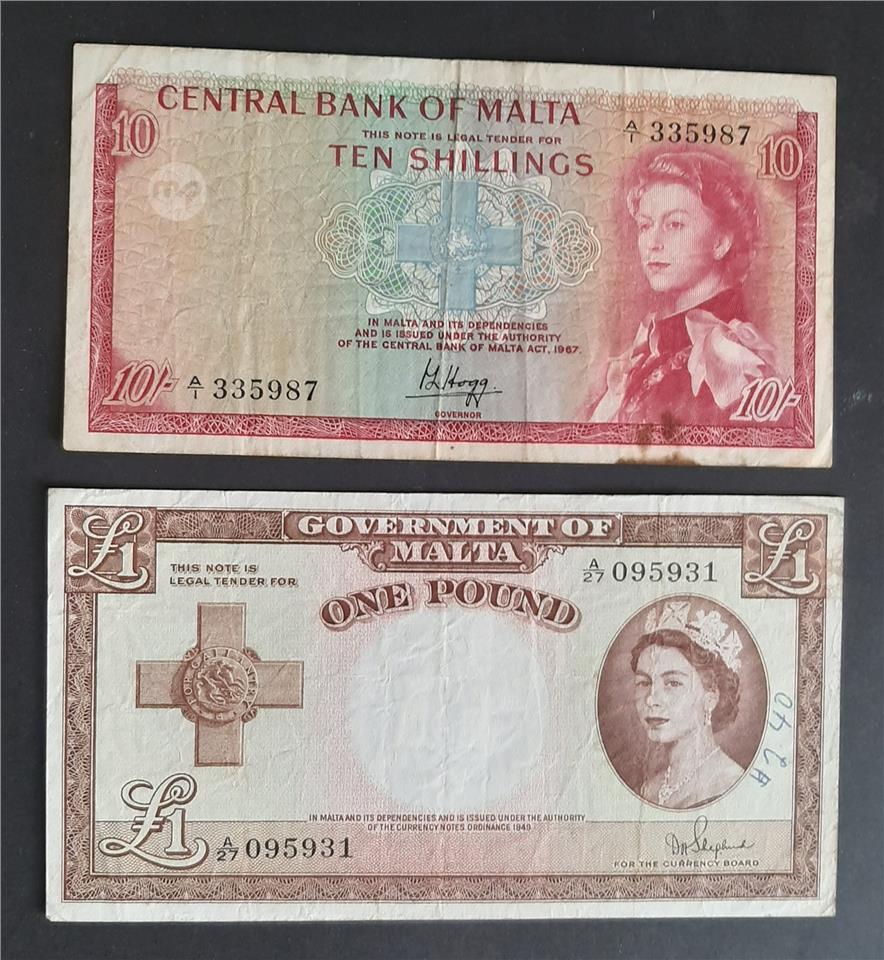 CENTRAL BANK OF MALTA
10
THIS NOTE IS LEGAL TENDER FOR
A/1 335987
10
TEN SHILLINGS
IN MALTA AND ITS DEPENDENCIES
AND IS ISSUED UNDER THE AUTHORITY
OF THE CENTRAL BANK OF MALTA ACT, 1967.
10/-
A/1 335987
GOVERNOR
10/-
£1
GOVERNMENT OF
MALTA
£1
THIS NOTE IS
LEGAL TENDER FOR
A/27 095931
ONE POUND
FOR GALLANTRY
£1
IN MALTA AND ITS DEPENDENCIES AND IS ISSUED UNDER THE AUTHORITY
OF THE CURRENCY NOTES ORDINANCE 1949
A/27 095931
FOR THE CURRENCY BOARD